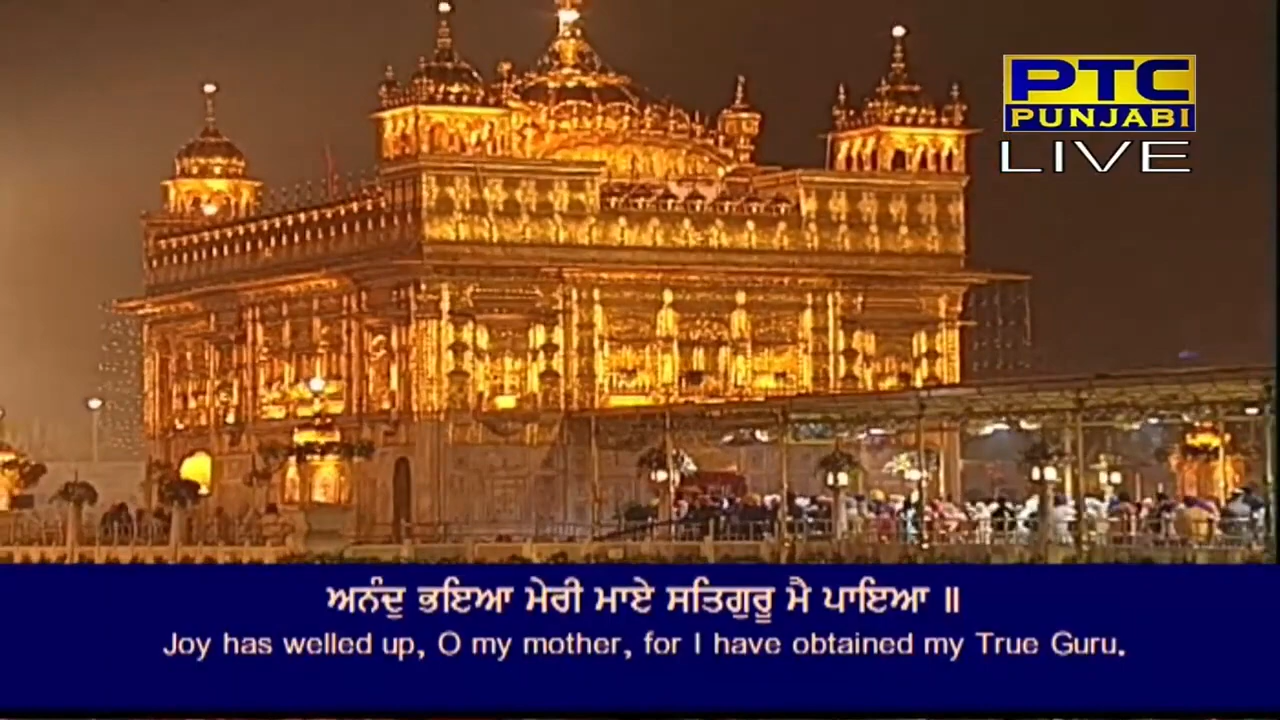 PTC
PUNJABI
LIVE
ਅਨੰਦੁ ਭਇਆ ਮੇਰੀ ਮਾਏ ਸਤਿਗੁਰੂ ਮੈ ਪਾਇਆ ॥
Joy has welled up, O my mother, for I have obtained my True Guru.